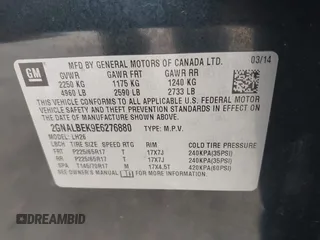 GM
MFD BY GENERAL MOTORS OF CANADA LTD.
03/14
GVWR GAWR FRT GAWR RR
2250 KG 1175 KG 1240 KG
4960 LB 2590 LB 2733 LB
THIS VEHICLE CONFORMS TO ALL APPLICABLE U.S. FEDERAL MOTOR
VEHICLE SAFETY AND THEFT PREVENTION STANDARDS IN EFFECT
ON THE DATE OF MANUFACTURE SHOWN ABOVE.
2GNALBEK9E6276880 TYPE: M.P.V.
MODEL: LH26
LOCN TIRE SIZE SPEED RTG RIM COLD TIRE PRESSURE
FRT P225/65R17 T 17X7J 240KPA(35PSI)
RR P225/65R17 T 17X7J 240KPA(35PSI)
SPA T145/70R17 M 17X4.5T 420KPA(60PSI)
SEE OWNER'S MANUAL FOR ADDITIONAL INFORMATION.
DREAMBID